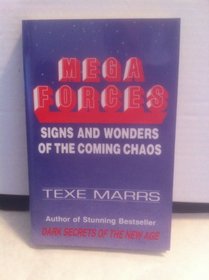 MEGA
FORCES
SIGNS AND WONDERS
OF THE COMING CHAOS
TEXE MARRS
Author of Stunning Bestseller
DARK SECRETS OF THE NEW AGE